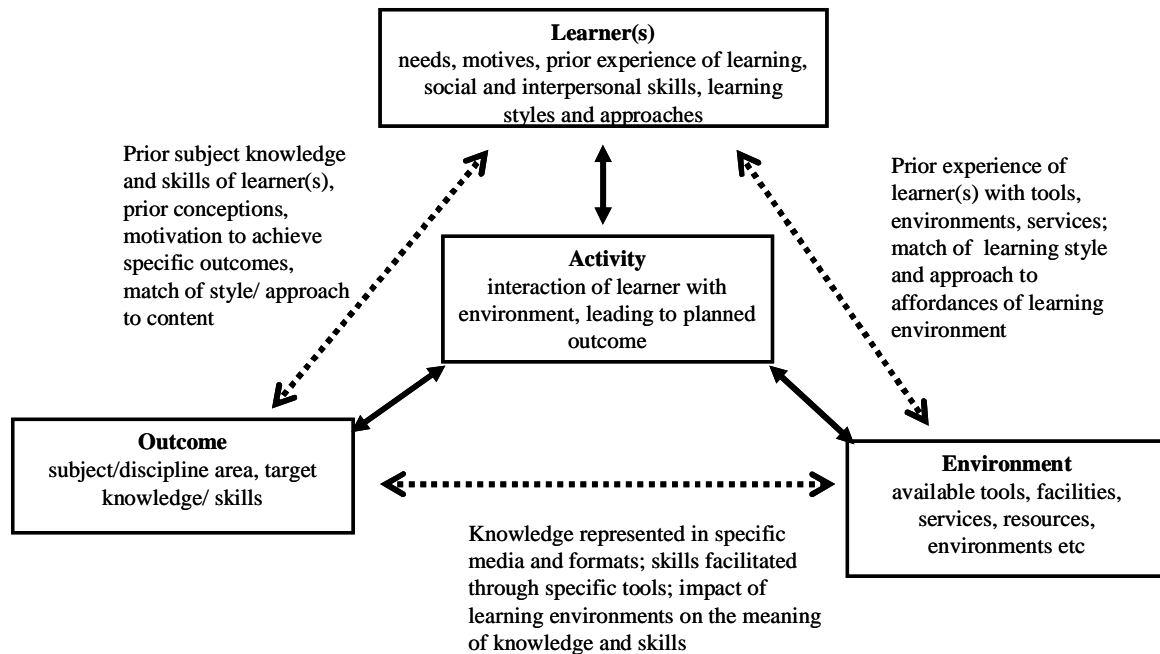 Learner(s)
needs, motives, prior experience of learning,
social and interpersonal skills, learning
styles and approaches
Prior subject knowledge
and skills of learner(s),
prior conceptions,
motivation to achieve
specific outcomes,
match of style/ approach
to content
Prior experience of
learner(s) with tools,
environments, services;
match of learning style
and approach to
affordances of learning
environment
Activity
interaction of learner with
environment, leading to planned
outcome
Outcome
subject/discipline area, target
knowledge/ skills
Environment
available tools, facilities,
services, resources,
environments etc
Knowledge represented in specific
media and formats; skills facilitated
through specific tools; impact of
learning environments on the meaning
of knowledge and skills